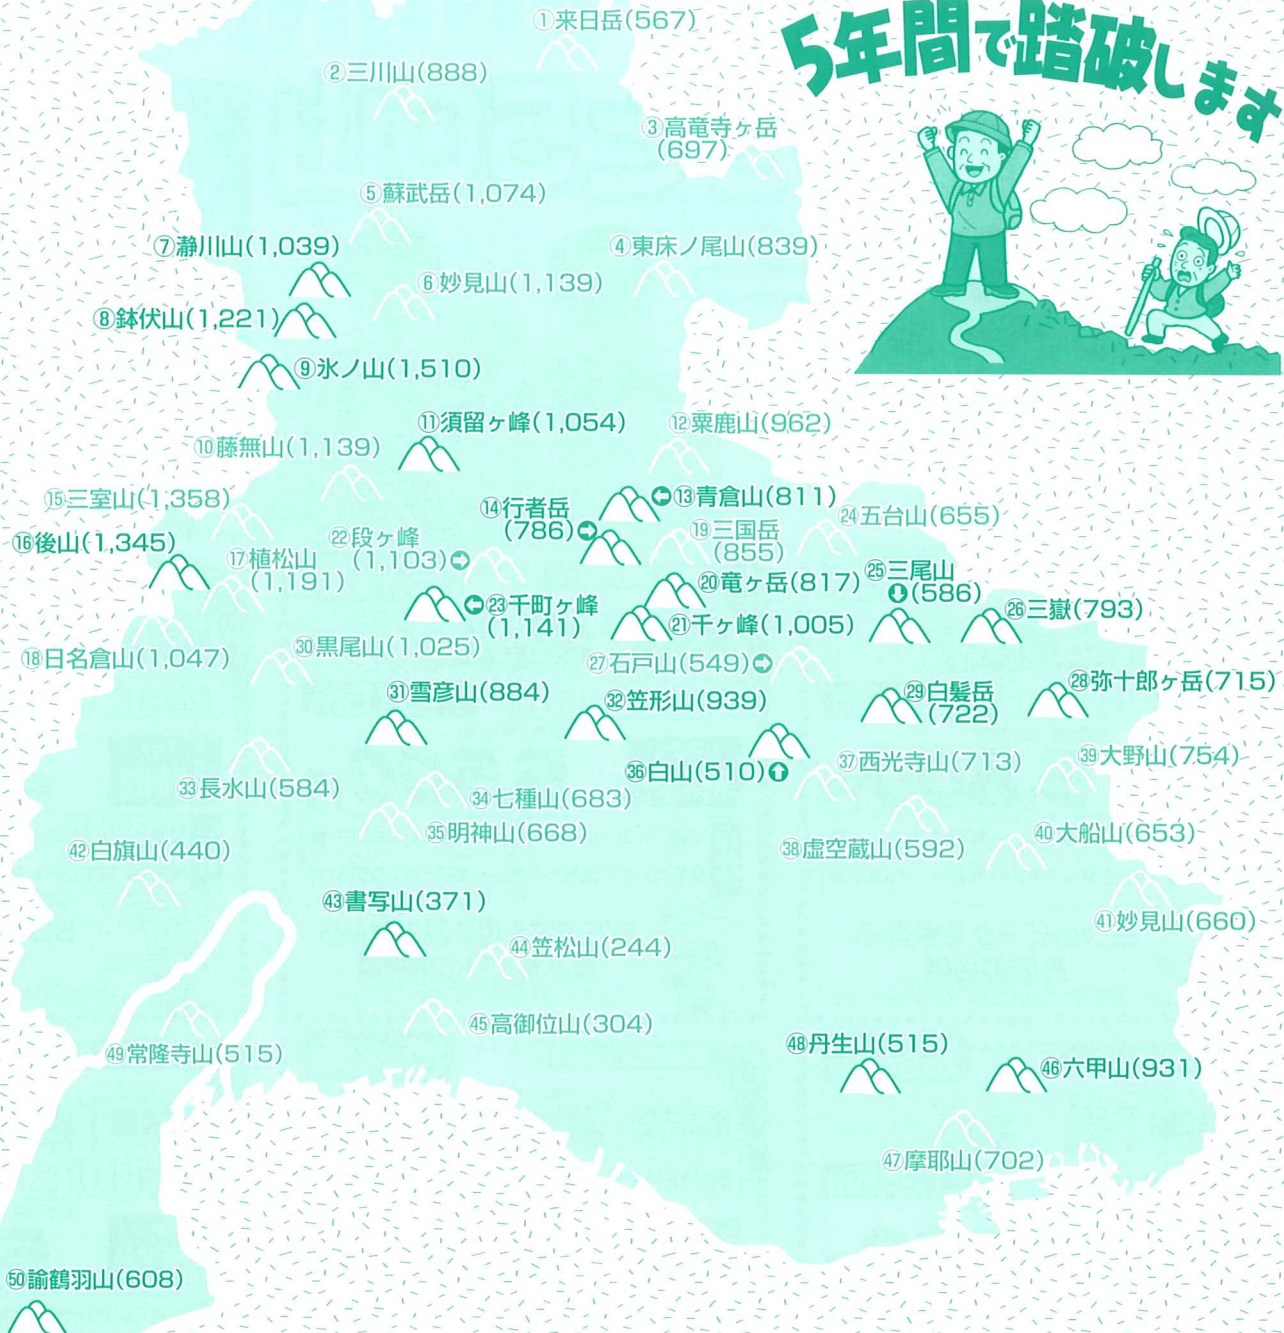 5年間で踏破します
①来日岳(567)
②三川山(888)
③高竜寺ヶ岳
(697)
⑤蘇武岳(1,074)
⑦瀞川山(1,039)
④東床ノ尾山(839)
⑥妙見山(1,139)
⑧鉢伏山(1,221)
⑨氷ノ山(1,510)
⑪須留ヶ峰(1,054)
⑫粟鹿山(962)
⑩藤無山(1,139)
⑮三室山(1,358)
⑭行者岳
(786)➡
⬅⑬青倉山(811)
㉔五台山(655)
⑯後山(1,345)
⑰植松山
(1,191)
㉒段ヶ峰
(1,103)➡
⑲三国岳
(855)
⑳竜ヶ岳(817)
㉕三尾山
⬇(586)
⬅㉓千町ヶ峰
(1,141)
㉑千ヶ峰(1,005)
㉖三嶽(793)
⑱日名倉山(1,047)
㉚黒尾山(1,025)
㉗石戸山(549)➡
㉛雪彦山(884)
㉜笠形山(939)
㉙白髪岳
(722)
㉘弥十郎ヶ岳(715)
㊱白山(510)⬆
㊲西光寺山(713)
㊴大野山(754)
㉝長水山(584)
㉞七種山(683)
㉟明神山(668)
㊳虚空蔵山(592)
㊵大船山(653)
㊷白旗山(440)
㊸書写山(371)
㊶妙見山(660)
㊹笠松山(244)
㊺高御位山(304)
㊾常隆寺山(515)
㊽丹生山(515)
㊻六甲山(931)
㊼摩耶山(702)
㊿諭鶴羽山(608)